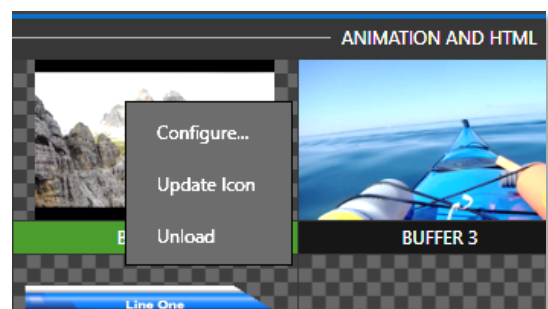 ANIMATION AND HTML
Configure...
Update Icon
Unload
B
BUFFER 3
Line One